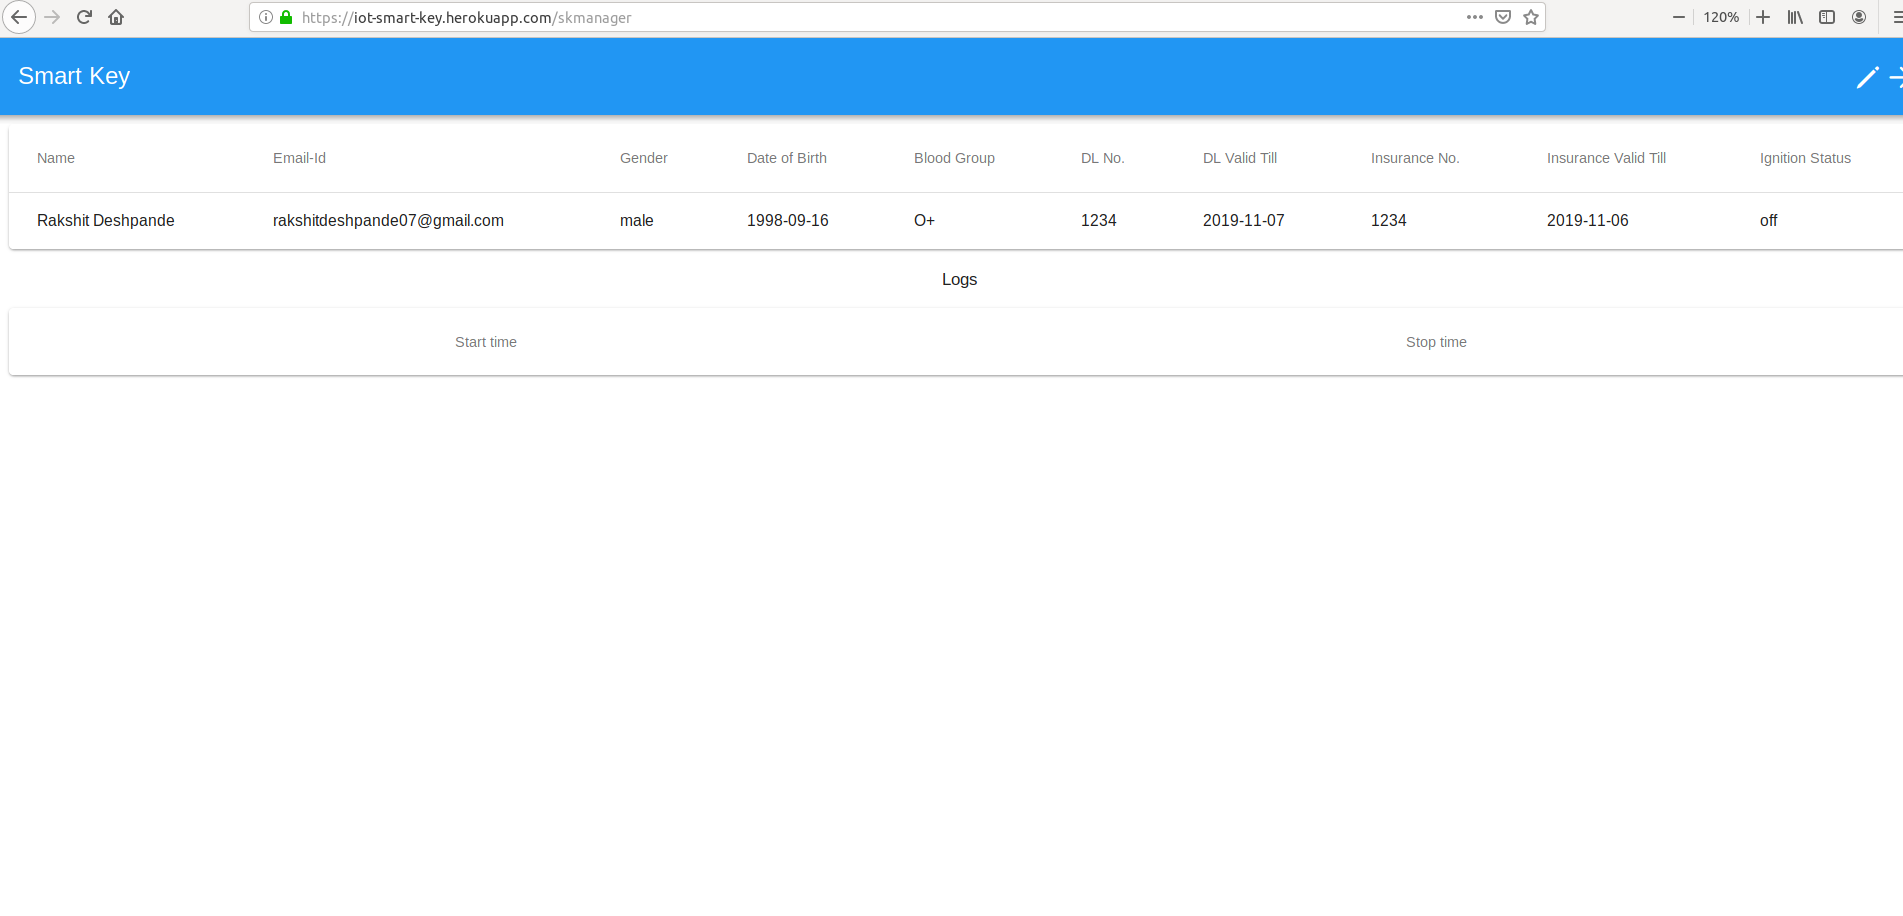 https://iot-smart-key.herokuapp.com/skmanager 120%
Smart Key
Name Email-Id Gender Date of Birth Blood Group DL No. DL Valid Till Insurance No. Insurance Valid Till Ignition Status
Rakshit Deshpande rakshitdeshpande07@gmail.com male 1998-09-16 O+ 1234 2019-11-07 1234 2019-11-06 off
Logs
Start time Stop time